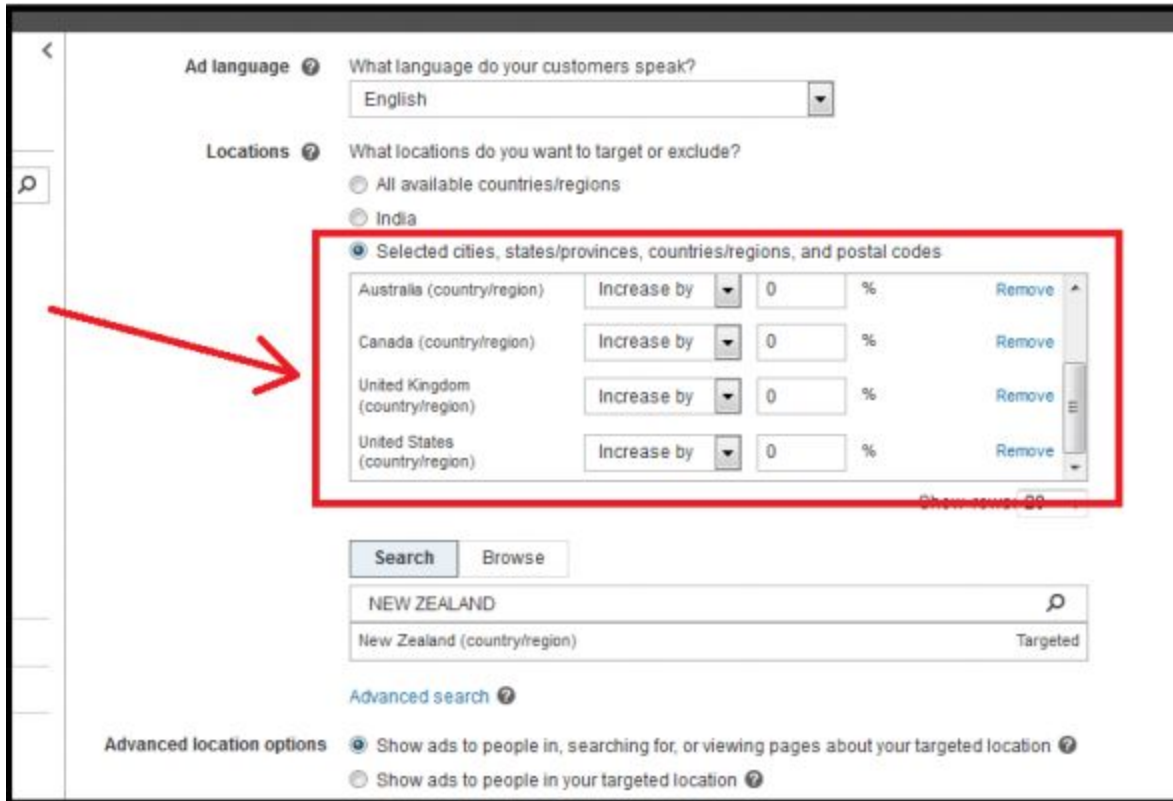 Ad language
What language do your customers speak?
English
Locations
What locations do you want to target or exclude?
All available countries/regions
India
Selected cities, states/provinces, countries/regions, and postal codes
Australia (country/region) Increase by 0 % Remove
Canada (country/region) Increase by 0 % Remove
United Kingdom
(country/region) Increase by 0 % Remove
United States
(country/region) Increase by 0 % Remove
Show rows: 20
Search Browse
NEW ZEALAND
New Zealand (country/region) Targeted
Advanced search
Advanced location options
Show ads to people in, searching for, or viewing pages about your targeted location
Show ads to people in your targeted location